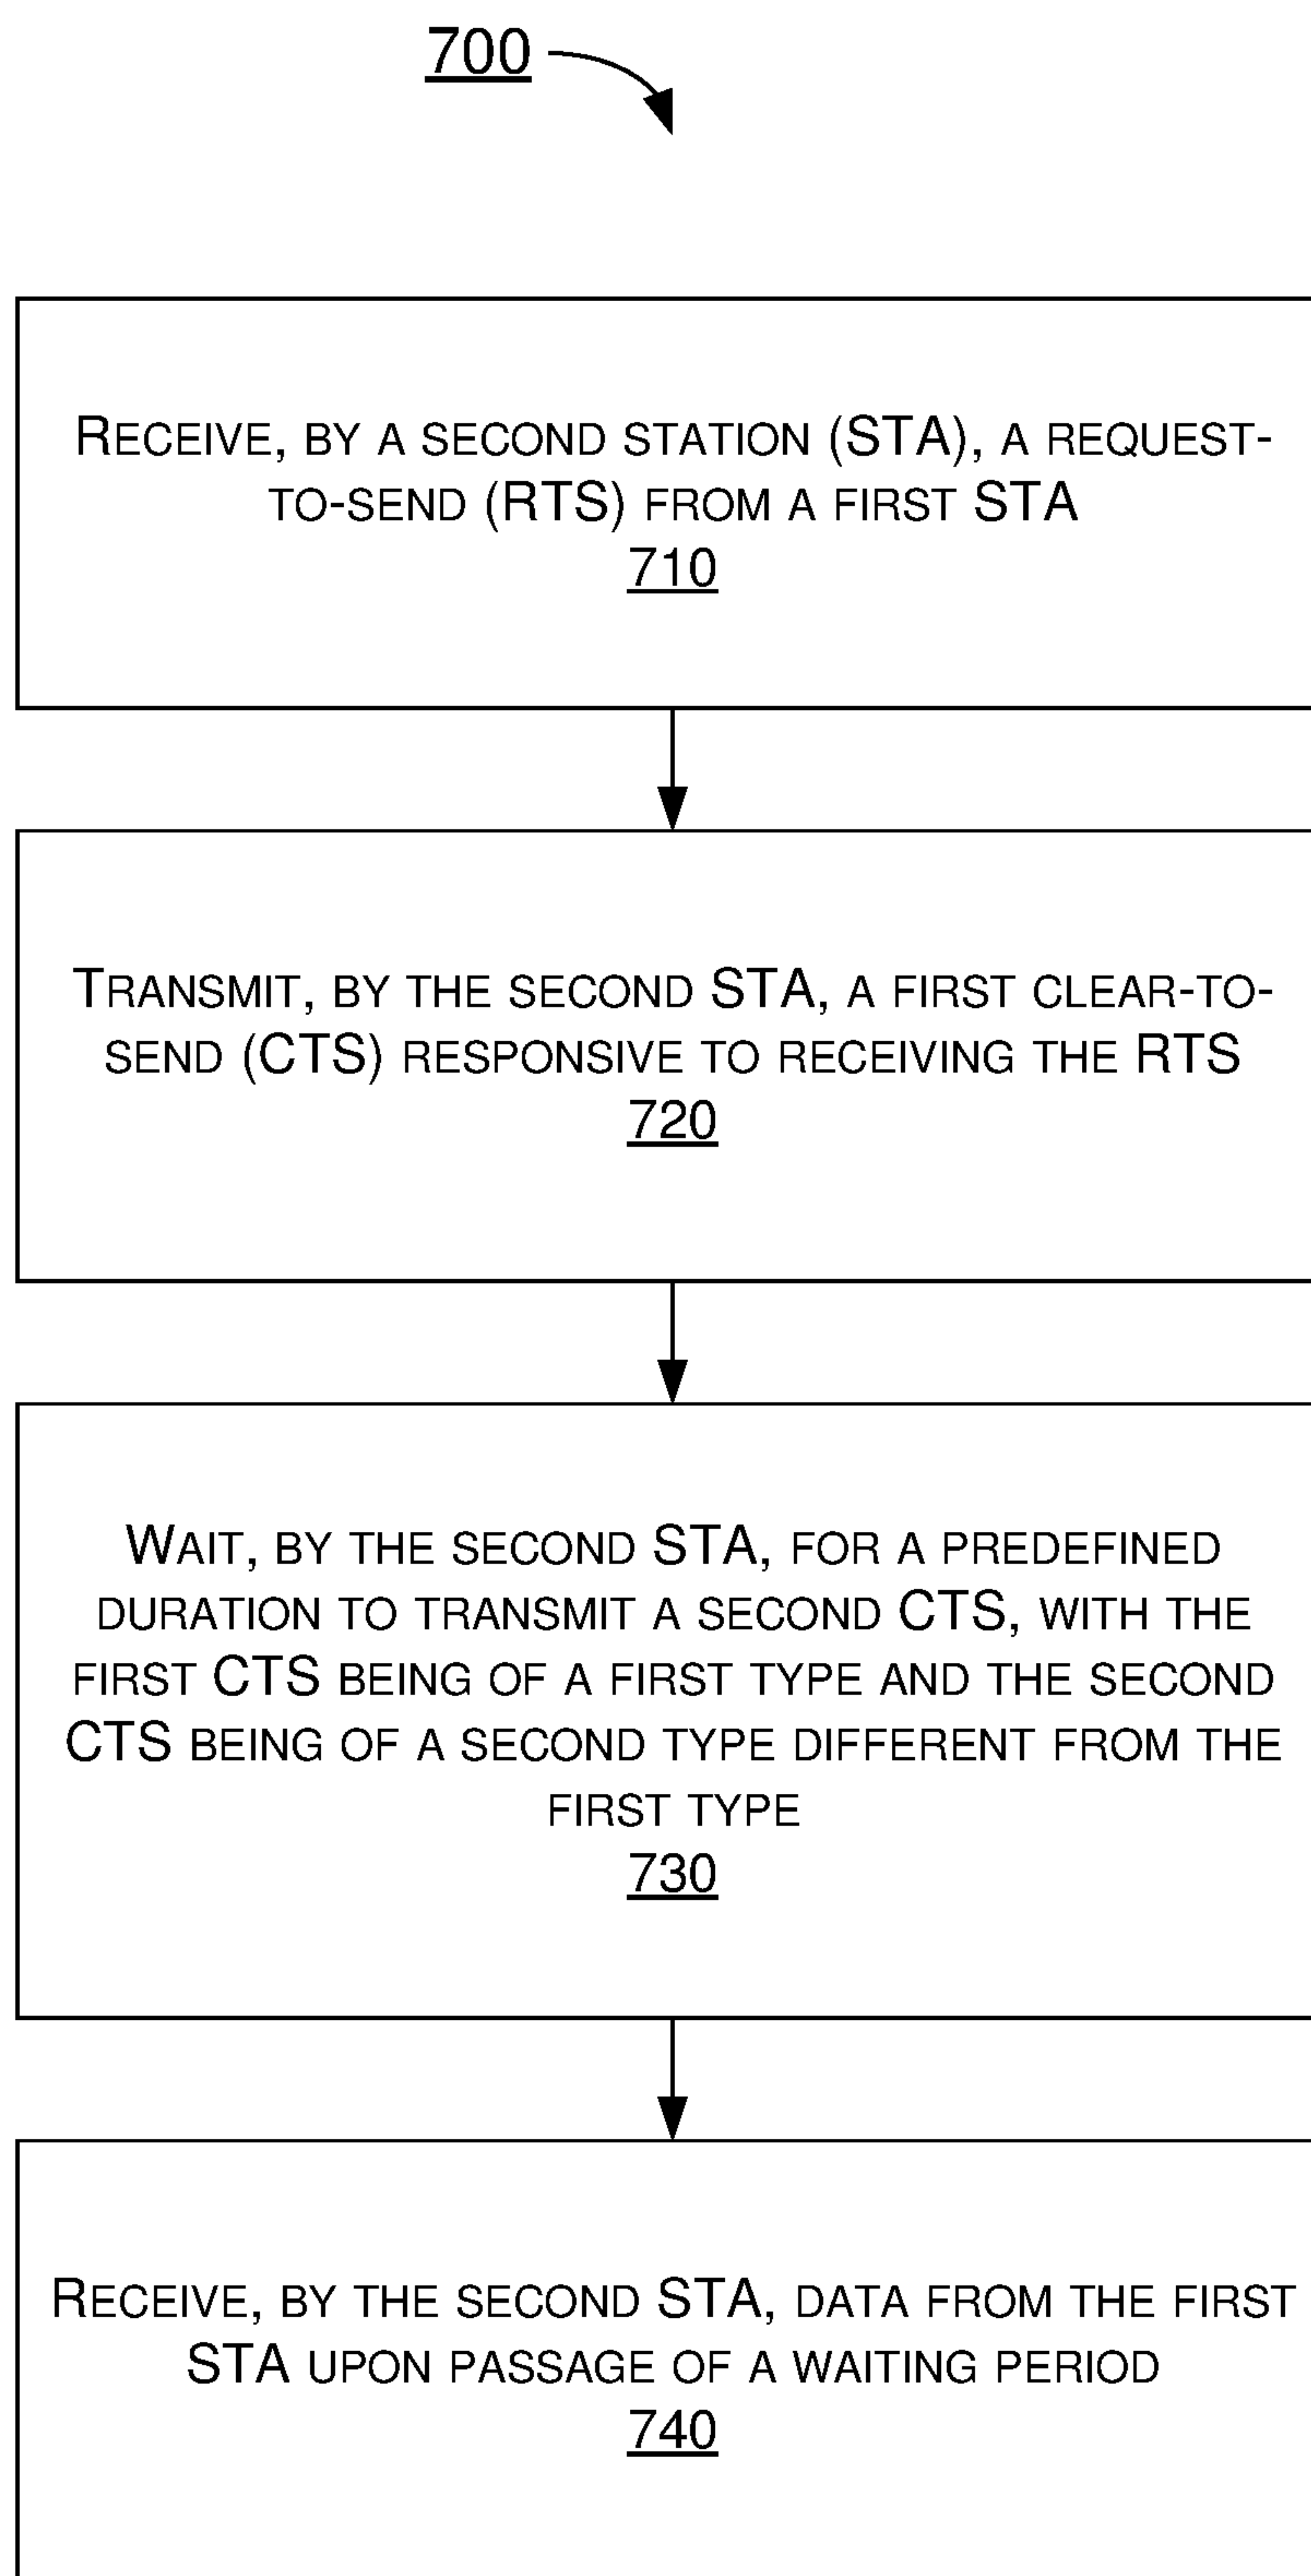 700
RECEIVE, BY A SECOND STATION (STA), A REQUEST-
TO-SEND (RTS) FROM A FIRST STA
710
TRANSMIT, BY THE SECOND STA, A FIRST CLEAR-TO-
SEND (CTS) RESPONSIVE TO RECEIVING THE RTS
720
WAIT, BY THE SECOND STA, FOR A PREDEFINED
DURATION TO TRANSMIT A SECOND CTS, WITH THE
FIRST CTS BEING OF A FIRST TYPE AND THE SECOND
CTS BEING OF A SECOND TYPE DIFFERENT FROM THE
FIRST TYPE
730
RECEIVE, BY THE SECOND STA, DATA FROM THE FIRST
STA UPON PASSAGE OF A WAITING PERIOD
740